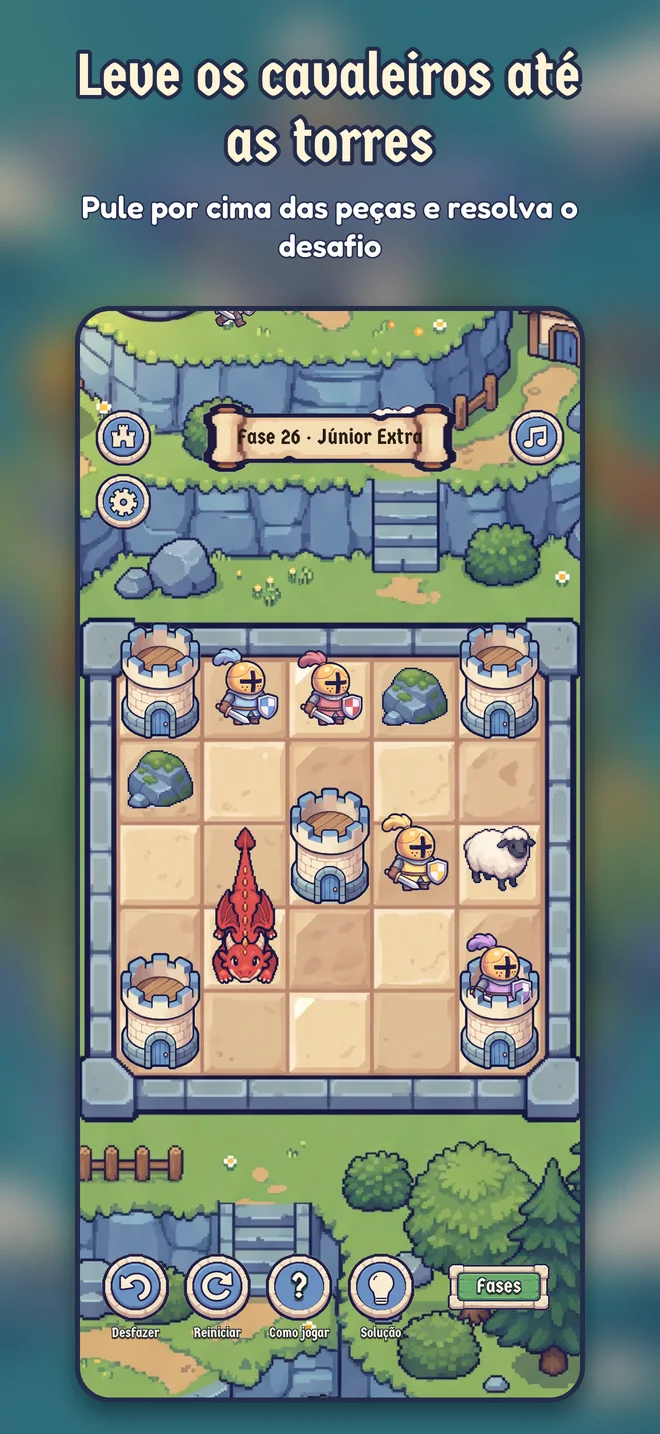 Leve os cavaleiros até
as torres
Pule por cima das peças e resolva o
desafio
Fase 26 · Júnior Extra
Fases
Desfazer
Reiniciar
?
Como jogar
Solução